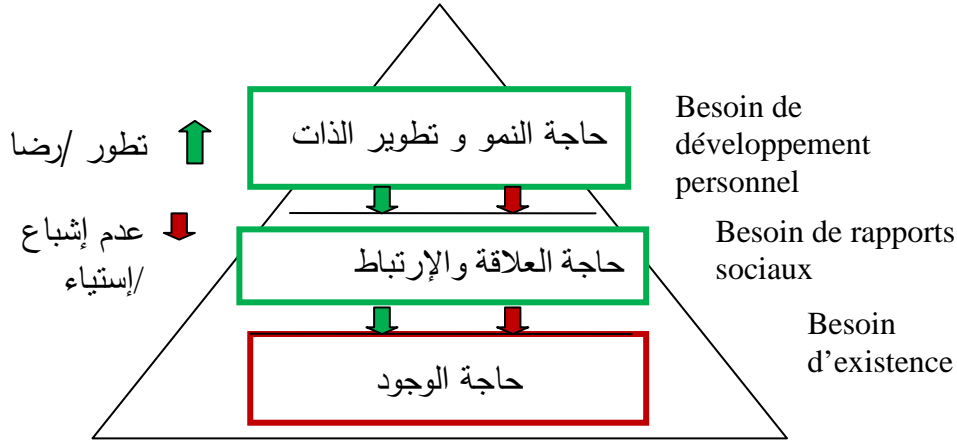 حاجة النمو و تطوير الذات
Besoin de
développement
personnel
تطور /رضا
عدم إشباع
/إستياء
حاجة العلاقة والإرتباط
Besoin de rapports
sociaux
حاجة الوجود
Besoin
d’existence